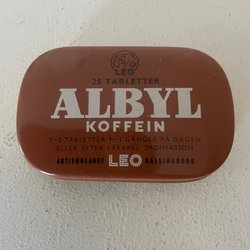 LEO
25 TABLETTER
ALBYL
KOFFEIN
1–2 TABLETTER 1–3 GÅNGER PÅ DAGEN
ELLER EFTER LÄKARES ORDINATION
AKTIEBOLAGET LEO HÄLSINGBORG